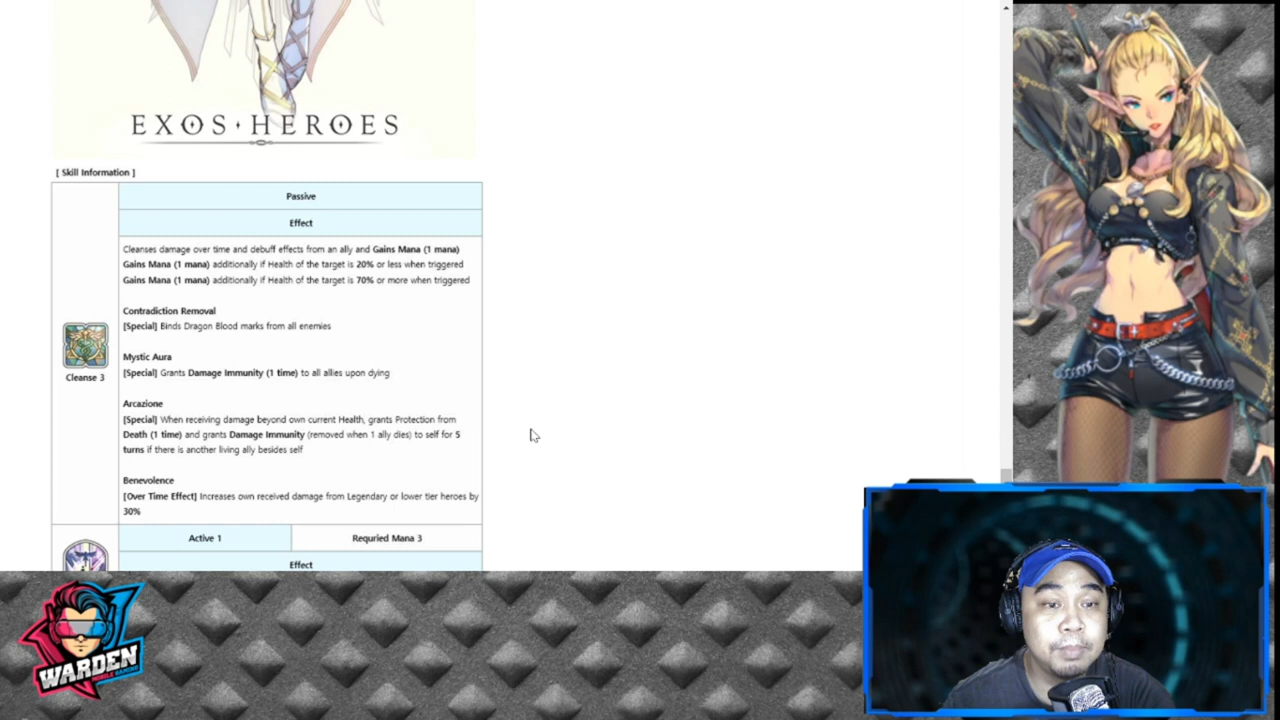 EXOS HEROES
[ Skill Information ]
Passive
Effect
Cleanses damage over time and debuff effects from an ally and Gains Mana (1 mana)
Gains Mana (1 mana) additionally if Health of the target is 20% or less when triggered
Gains Mana (1 mana) additionally if Health of the target is 70% or more when triggered
Contradiction Removal
[Special] Binds Dragon Blood marks from all enemies
Mystic Aura
[Special] Grants Damage Immunity (1 time) to all allies upon dying
Cleanse 3
Arcazione
[Special] When receiving damage beyond own current Health, grants Protection from
Death (1 time) and grants Damage Immunity (removed when 1 ally dies) to self for 5
turns if there is another living ally besides self
Benevolence
[Over Time Effect] Increases own received damage from Legendary or lower tier heroes by
30%
Active 1
Requried Mana 3
Effect
WARDEN
MOBILE GAMING